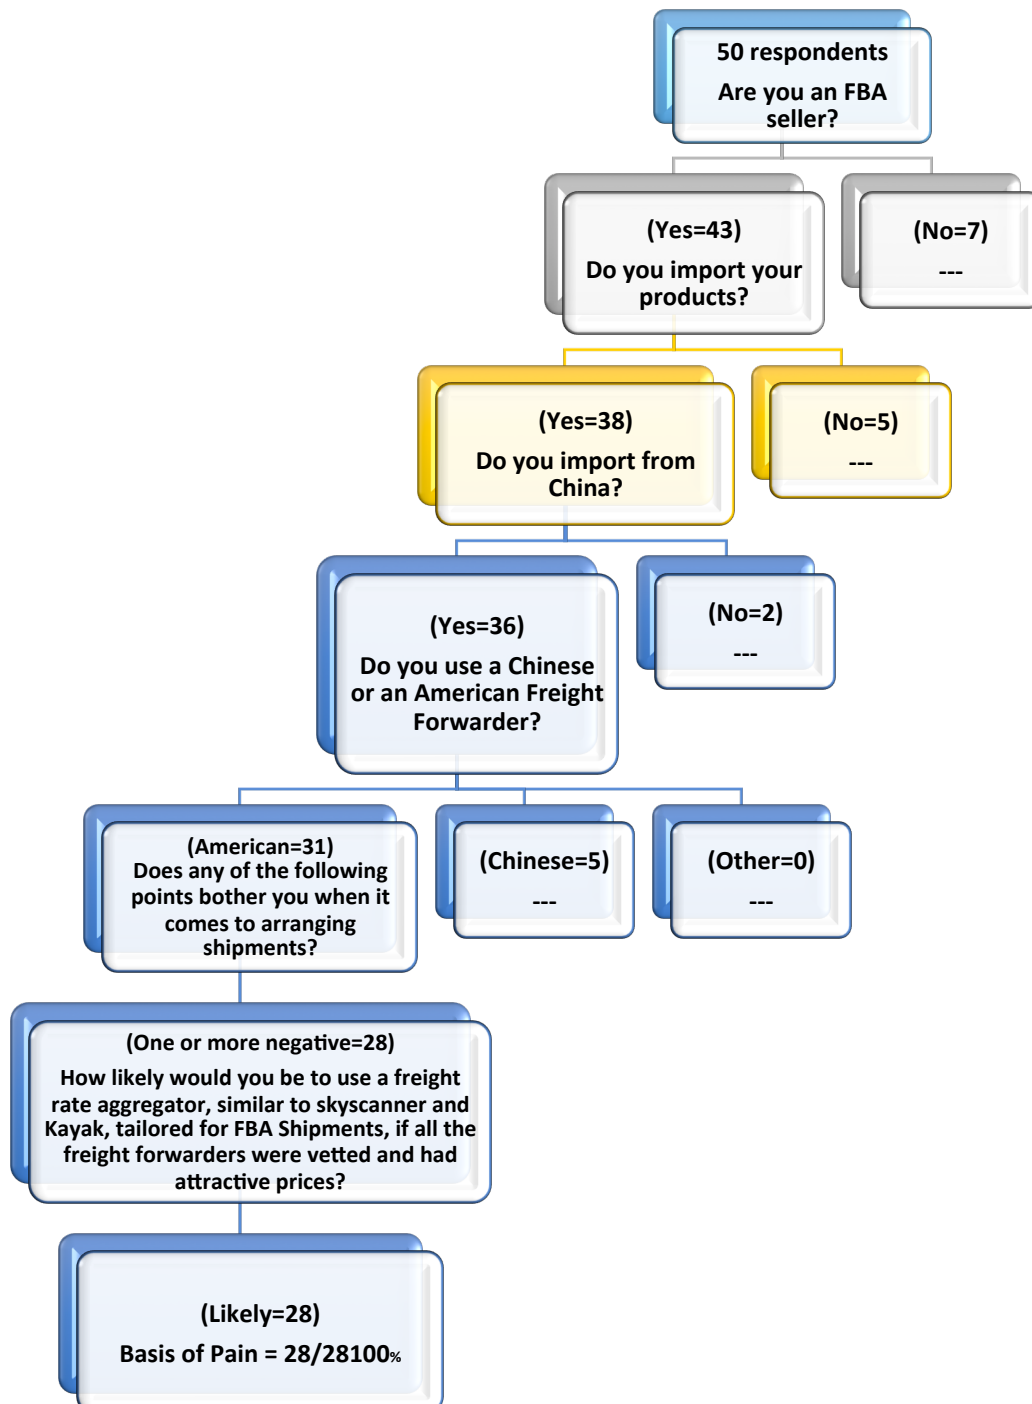 50 respondents
Are you an FBA
seller?
(Yes=43)
Do you import your
products?
(No=7)
---
(Yes=38)
Do you import from
China?
(No=5)
---
(Yes=36)
Do you use a Chinese
or an American Freight
Forwarder?
(No=2)
---
(American=31)
Does any of the following
points bother you when it
comes to arranging
shipments?
(Chinese=5)
---
(Other=0)
---
(One or more negative=28)
How likely would you be to use a freight
rate aggregator, similar to skyscanner and
Kayak, tailored for FBA Shipments, if all the
freight forwarders were vetted and had
attractive prices?
(Likely=28)
Basis of Pain = 28/28100%